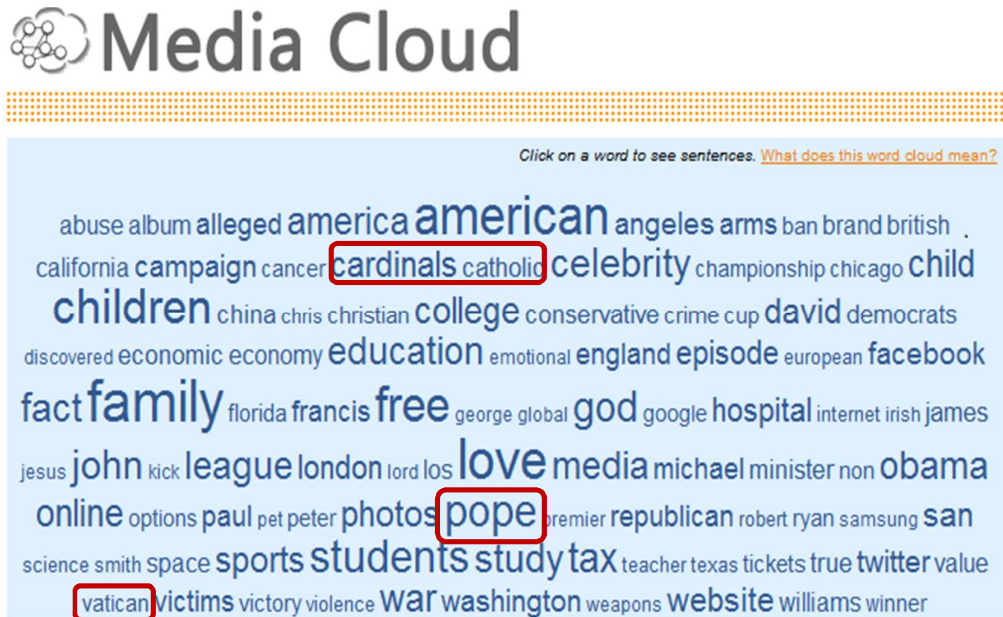 Media Cloud
Click on a word to see sentences. What does this word cloud mean?
abuse album alleged america american angeles arms ban brand british .
california campaign cancer cardinals catholic celebrity championship chicago child
children china chris christian college conservative crime cup david democrats
discovered economic economy education emotional england episode european facebook
fact family florida francis free george global god google hospital internet irish james
jesus john kick league london lord los love media michael minister non obama
online options paul pet peter photos pope premier republican robert ryan samsung san
science smith space sports students study tax teacher texas tickets true twitter value
vatican victims victory violence war washington weapons website williams winner